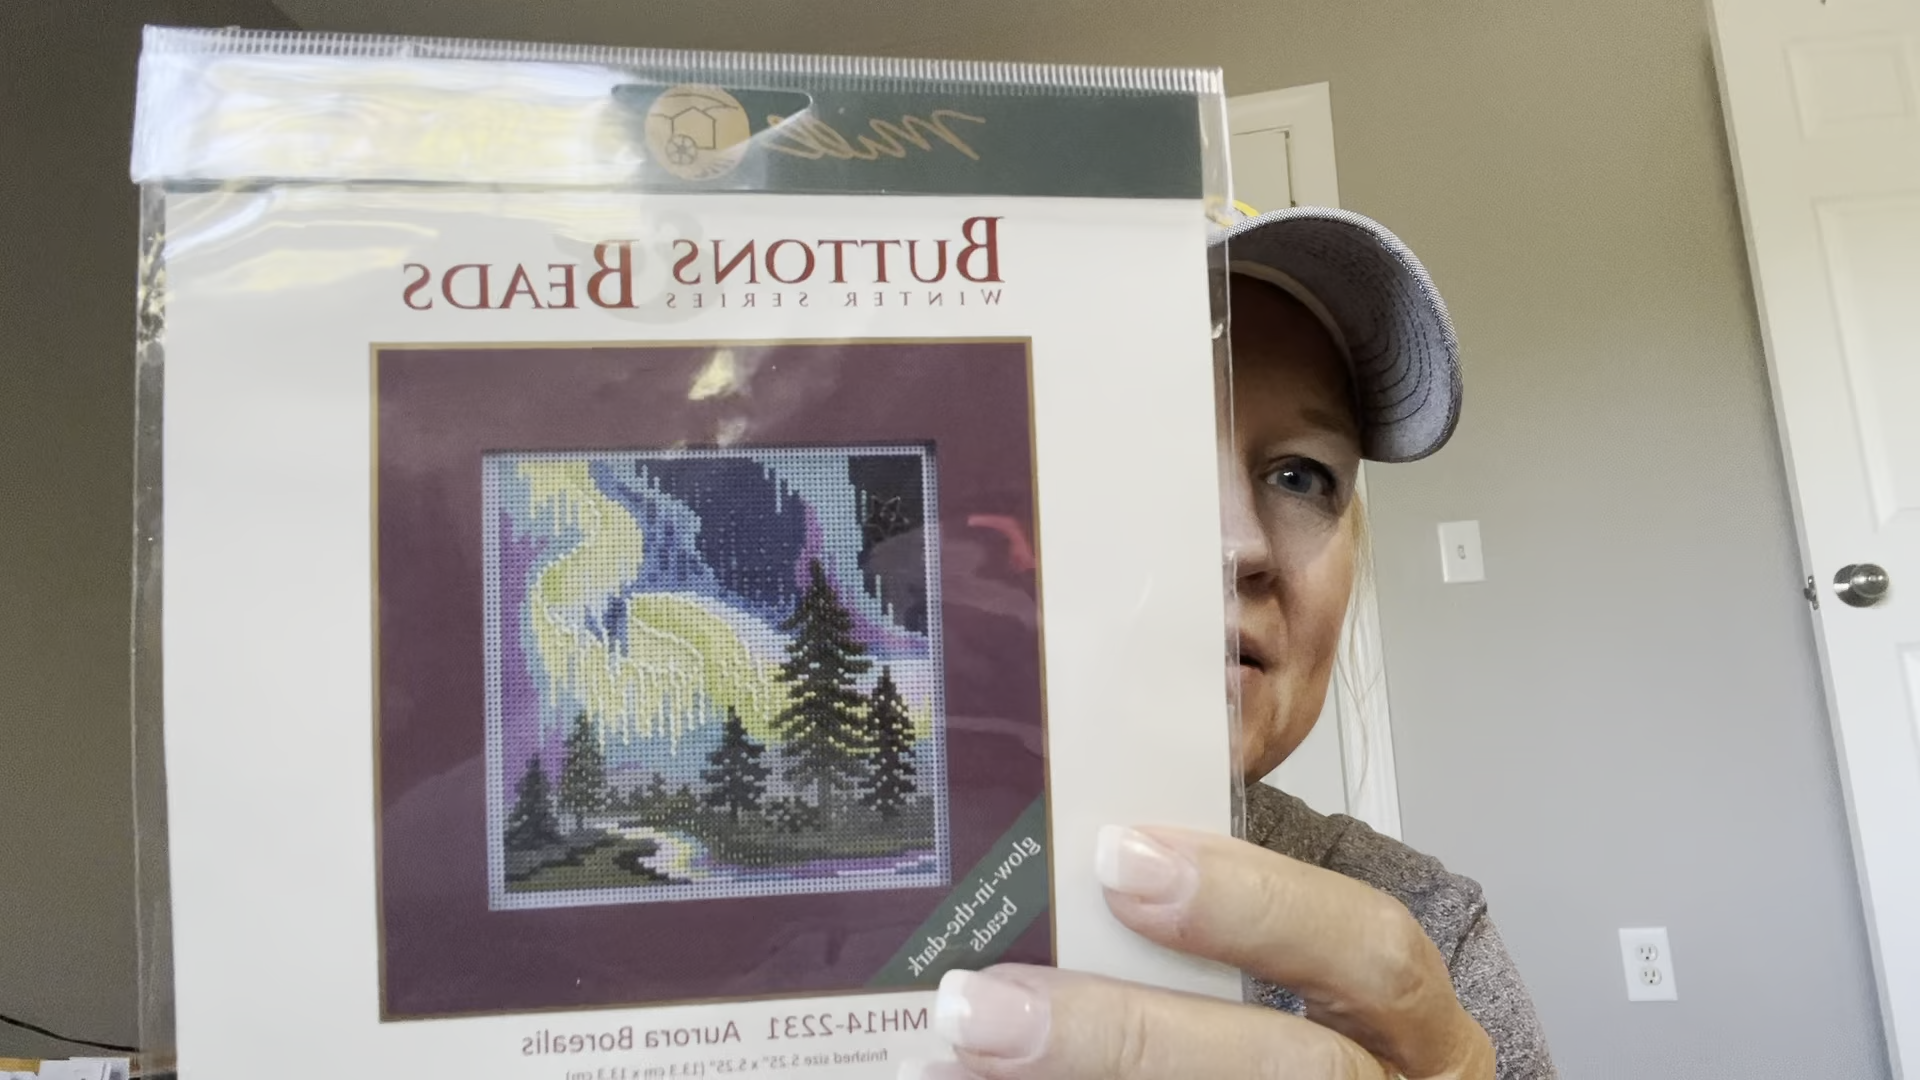 Mill
BUTTONS & BEADS
WINTER SERIES
glow-in-the-dark
beads
MH14-2231 Aurora Borealis
finished size 5.25" x 5.25" (13.3 cm x 13.3 cm)